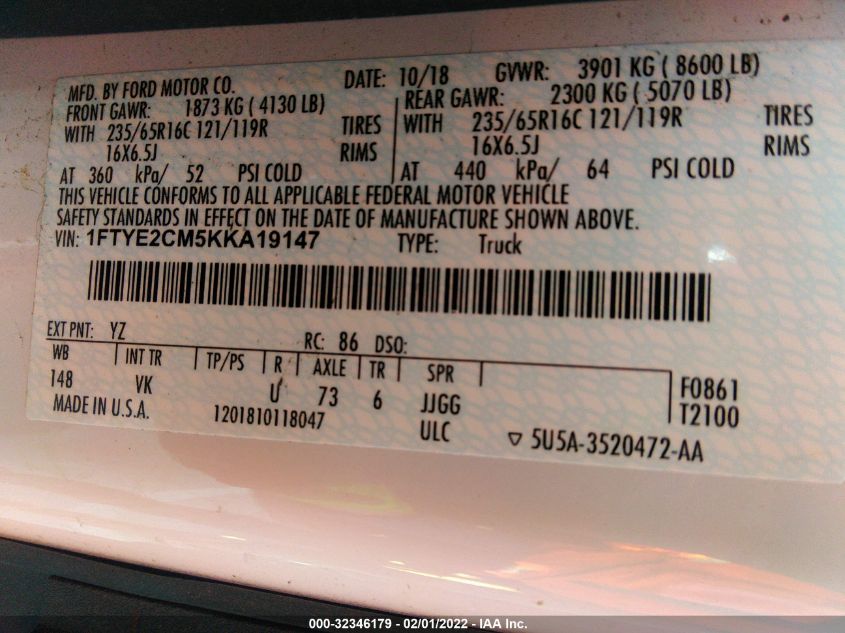 MFD. BY FORD MOTOR CO. DATE: 10/18 GVWR: 3901 KG ( 8600 LB)
FRONT GAWR: 1873 KG ( 4130 LB) REAR GAWR: 2300 KG ( 5070 LB)
WITH 235/65R16C 121/119R TIRES WITH 235/65R16C 121/119R TIRES
16X6.5J RIMS 16X6.5J RIMS
AT 360 kPa/ 52 PSI COLD AT 440 kPa/ 64 PSI COLD
THIS VEHICLE CONFORMS TO ALL APPLICABLE FEDERAL MOTOR VEHICLE
SAFETY STANDARDS IN EFFECT ON THE DATE OF MANUFACTURE SHOWN ABOVE.
VIN: 1FTYE2CM5KKA19147 TYPE: Truck
EXT PNT: YZ RC: 86 DSO:
WB INT TR TP/PS R AXLE TR SPR
148 VK U 73 6 JJGG F0861
MADE IN U.S.A. 1201810118047 ULC T2100
5U5A-3520472-AA
000-32346179 - 02/01/2022 - IAA Inc.